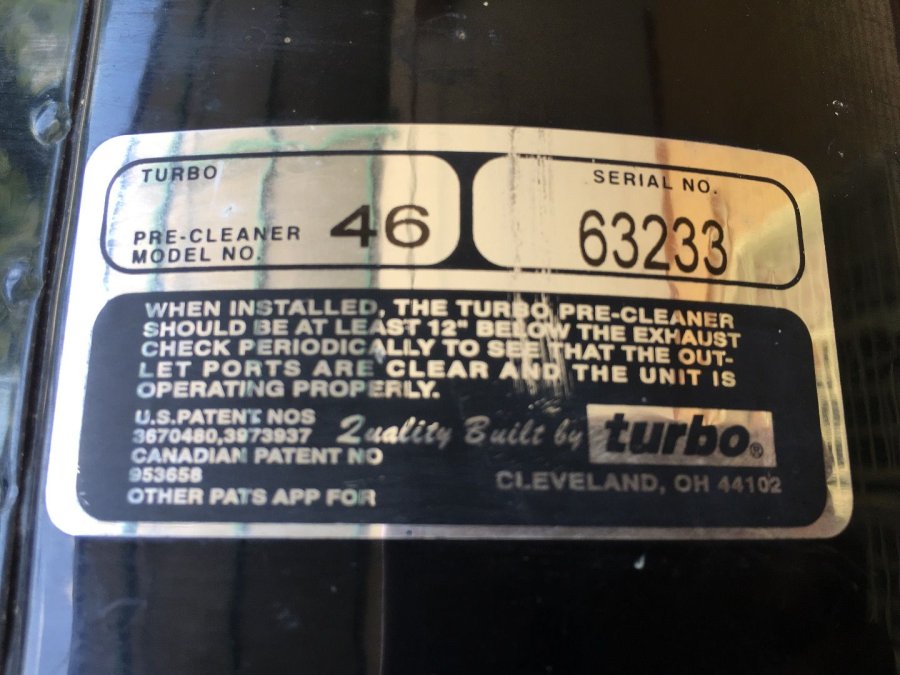 TURBO
PRE-CLEANER
MODEL NO.
46
SERIAL NO.
63233
WHEN INSTALLED, THE TURBO PRE-CLEANER
SHOULD BE AT LEAST 12" BELOW THE EXHAUST
CHECK PERIODICALLY TO SEE THAT THE OUT-
LET PORTS ARE CLEAR AND THE UNIT IS
OPERATING PROPERLY.
U.S.PATENT NOS
3670480,3973937
CANADIAN PATENT NO
953658
OTHER PATS APP FOR
Quality Built by turbo®
CLEVELAND, OH 44102